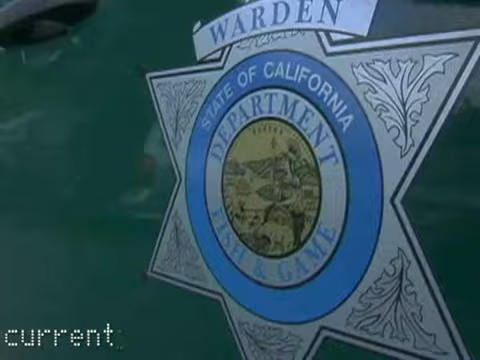 WARDEN
STATE OF CALIFORNIA
DEPARTMENT
FISH & GAME
current